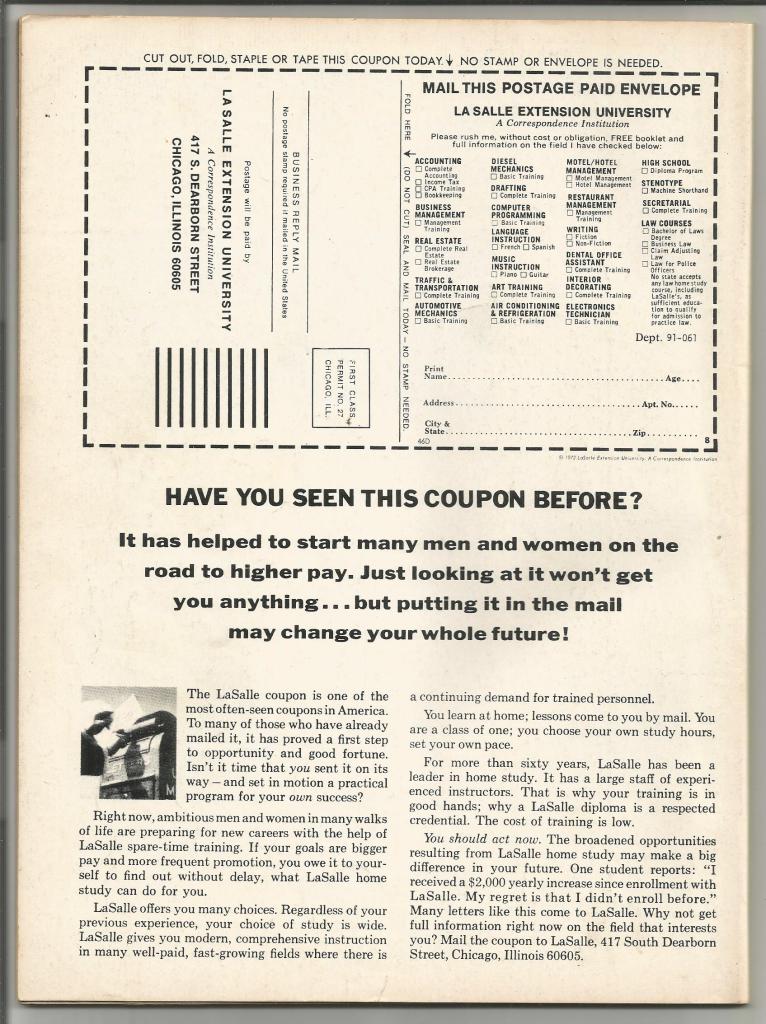 CUT OUT, FOLD, STAPLE OR TAPE THIS COUPON TODAY. NO STAMP OR ENVELOPE IS NEEDED.
LA SALLE EXTENSION UNIVERSITY
A Correspondence Institution
417 S. DEARBORN STREET
CHICAGO, ILLINOIS 60605
Postage will be paid by
BUSINESS REPLY MAIL
No postage stamp required if mailed in the United States
FIRST CLASS
PERMIT NO. 27
CHICAGO, ILL.
FOLD HERE (DO NOT CUT) SEAL AND MAIL TODAY — NO STAMP NEEDED.
MAIL THIS POSTAGE PAID ENVELOPE
LA SALLE EXTENSION UNIVERSITY
A Correspondence Institution
Please rush me, without cost or obligation, FREE booklet and
full information on the field I have checked below:
ACCOUNTING
Complete
Accounting
Income Tax
CPA Training
Bookkeeping
BUSINESS
MANAGEMENT
Management
Training
REAL ESTATE
Complete Real
Estate
Real Estate
Brokerage
TRAFFIC &
TRANSPORTATION
Complete Training
AUTOMOTIVE
MECHANICS
Basic Training
DIESEL
MECHANICS
Basic Training
DRAFTING
Complete Training
COMPUTER
PROGRAMMING
Basic Training
LANGUAGE
INSTRUCTION
French Spanish
MUSIC
INSTRUCTION
Piano Guitar
ART TRAINING
Complete Training
AIR CONDITIONING
& REFRIGERATION
Basic Training
MOTEL/HOTEL
MANAGEMENT
Motel Management
Hotel Management
RESTAURANT
MANAGEMENT
Management
Training
WRITING
Fiction
Non-Fiction
DENTAL OFFICE
ASSISTANT
Complete Training
INTERIOR
DECORATING
Complete Training
ELECTRONICS
TECHNICIAN
Basic Training
HIGH SCHOOL
Diploma Program
STENOTYPE
Machine Shorthand
SECRETARIAL
Complete Training
LAW COURSES
Bachelor of Laws
Degree
Business Law
Claim Adjusting
Law
Law for Police
Officers
No state accepts
any law home study
course, including
LaSalle's, as
sufficient educa-
tion to qualify
for admission to
practice law.
Dept. 91-061
Print
Name Age
Address Apt. No.
City &
State Zip
46D 8
© 1972 LaSalle Extension University. A Correspondence Institution
HAVE YOU SEEN THIS COUPON BEFORE?
It has helped to start many men and women on the
road to higher pay. Just looking at it won't get
you anything...but putting it in the mail
may change your whole future!
The LaSalle coupon is one of the
most often-seen coupons in America.
To many of those who have already
mailed it, it has proved a first step
to opportunity and good fortune.
Isn't it time that you sent it on its
way – and set in motion a practical
program for your own success?
Right now, ambitious men and women in many walks
of life are preparing for new careers with the help of
LaSalle spare-time training. If your goals are bigger
pay and more frequent promotion, you owe it to your-
self to find out without delay, what LaSalle home
study can do for you.
LaSalle offers you many choices. Regardless of your
previous experience, your choice of study is wide.
LaSalle gives you modern, comprehensive instruction
in many well-paid, fast-growing fields where there is
a continuing demand for trained personnel.
You learn at home; lessons come to you by mail. You
are a class of one; you choose your own study hours,
set your own pace.
For more than sixty years, LaSalle has been a
leader in home study. It has a large staff of experi-
enced instructors. That is why your training is in
good hands; why a LaSalle diploma is a respected
credential. The cost of training is low.
You should act now. The broadened opportunities
resulting from LaSalle home study may make a big
difference in your future. One student reports: "I
received a $2,000 yearly increase since enrollment with
LaSalle. My regret is that I didn't enroll before."
Many letters like this come to LaSalle. Why not get
full information right now on the field that interests
you? Mail the coupon to LaSalle, 417 South Dearborn
Street, Chicago, Illinois 60605.